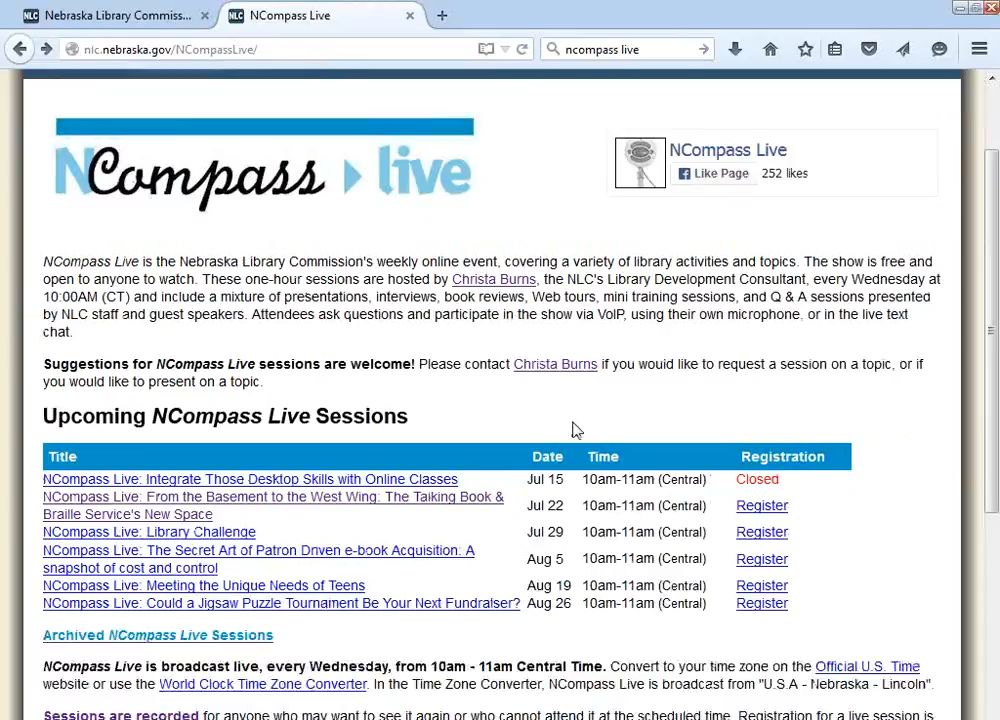 Nebraska Library Commiss...
NCompass Live
nlc.nebraska.gov/NCompassLive/
ncompass live
NCompass live
NCompass Live
Like Page 252 likes
NCompass Live is the Nebraska Library Commission's weekly online event, covering a variety of library activities and topics. The show is free and
open to anyone to watch. These one-hour sessions are hosted by Christa Burns, the NLC's Library Development Consultant, every Wednesday at
10:00AM (CT) and include a mixture of presentations, interviews, book reviews, Web tours, mini training sessions, and Q & A sessions presented
by NLC staff and guest speakers. Attendees ask questions and participate in the show via VoIP, using their own microphone, or in the live text
chat.
Suggestions for NCompass Live sessions are welcome! Please contact Christa Burns if you would like to request a session on a topic, or if
you would like to present on a topic.
Upcoming NCompass Live Sessions
Title Date Time Registration
NCompass Live: Integrate Those Desktop Skills with Online Classes Jul 15 10am-11am (Central) Closed
NCompass Live: From the Basement to the West Wing: The Talking Book &
Braille Service's New Space Jul 22 10am-11am (Central) Register
NCompass Live: Library Challenge Jul 29 10am-11am (Central) Register
NCompass Live: The Secret Art of Patron Driven e-book Acquisition: A
snapshot of cost and control Aug 5 10am-11am (Central) Register
NCompass Live: Meeting the Unique Needs of Teens Aug 19 10am-11am (Central) Register
NCompass Live: Could a Jigsaw Puzzle Tournament Be Your Next Fundraiser? Aug 26 10am-11am (Central) Register
Archived NCompass Live Sessions
NCompass Live is broadcast live, every Wednesday, from 10am - 11am Central Time. Convert to your time zone on the Official U.S. Time
website or use the World Clock Time Zone Converter. In the Time Zone Converter, NCompass Live is broadcast from "U.S.A - Nebraska - Lincoln".
Sessions are recorded for anyone who may want to see it again or who cannot attend it at the scheduled time. Registration for a live session is